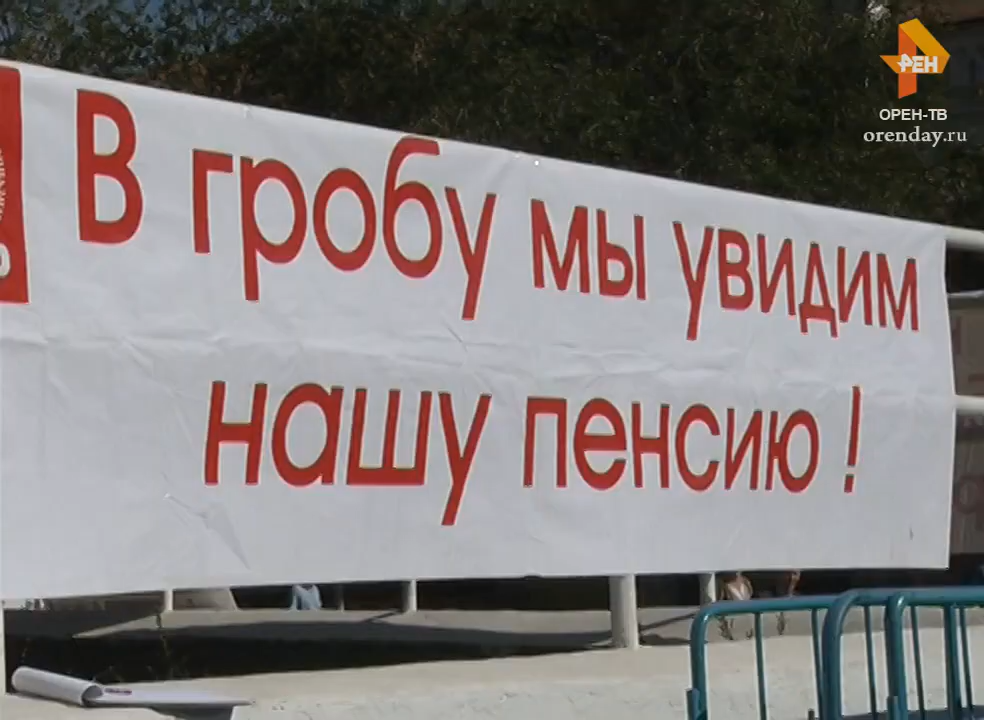 РЕН
ОРЕН-ТВ
orenday.ru
В гробу мы увидим
нашу пенсию !